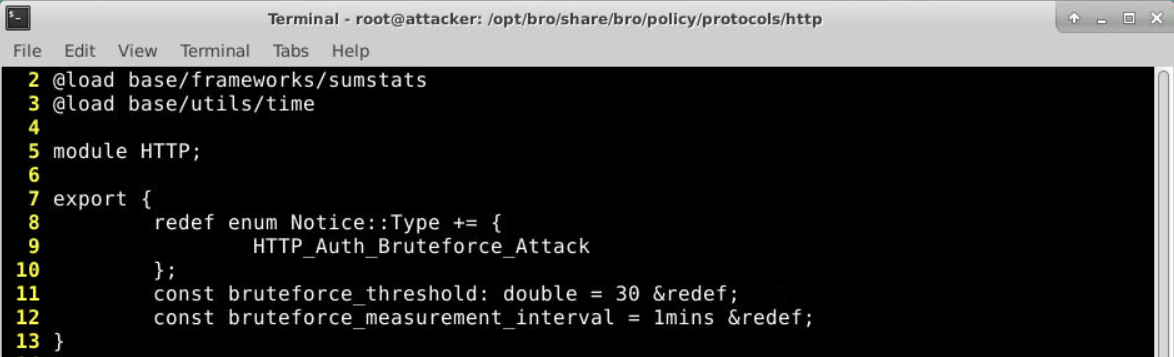 Terminal - root@attacker: /opt/bro/share/bro/policy/protocols/http
File Edit View Terminal Tabs Help
2 @load base/frameworks/sumstats
3 @load base/utils/time
4
5 module HTTP;
6
7 export {
8         redef enum Notice::Type += {
9                 HTTP_Auth_Bruteforce_Attack
10         };
11         const bruteforce_threshold: double = 30 &redef;
12         const bruteforce_measurement_interval = 1mins &redef;
13 }